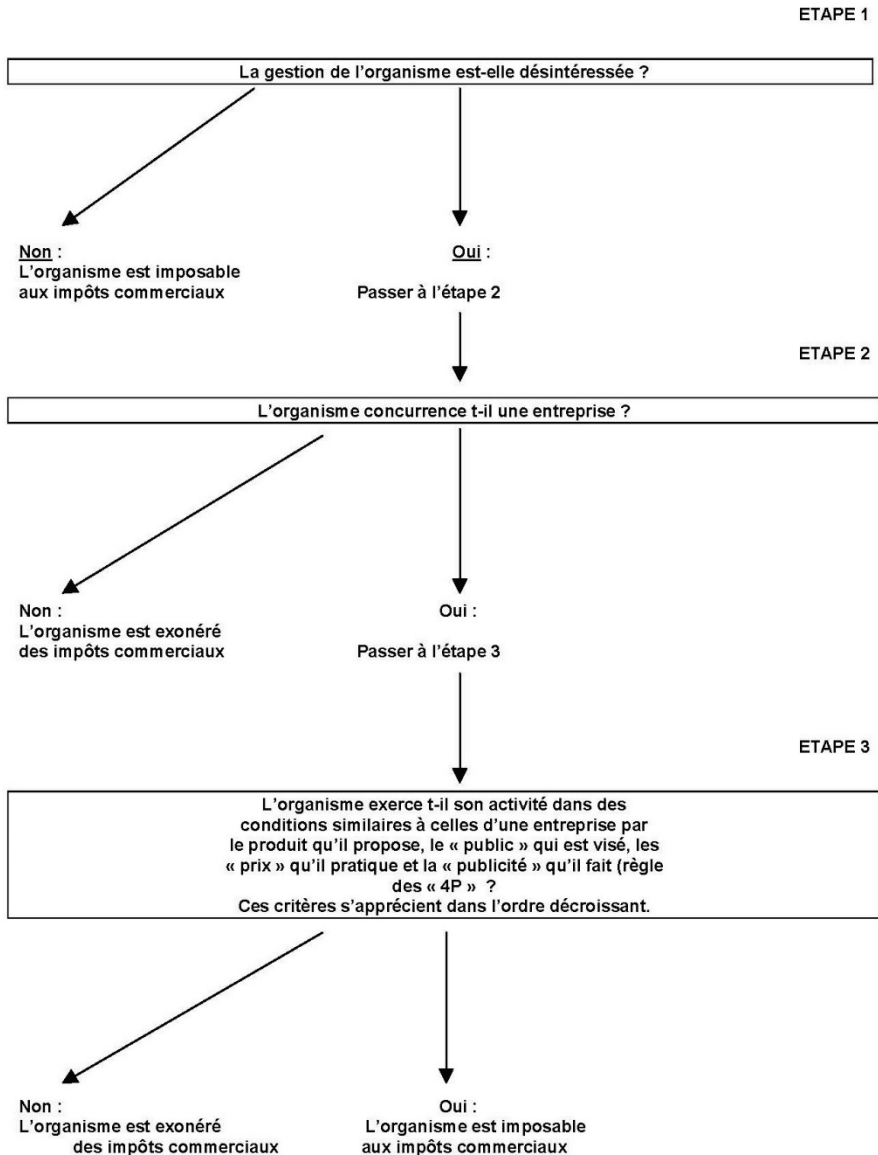 ETAPE 1
La gestion de l'organisme est-elle désintéressée ?
Non :
L'organisme est imposable
aux impôts commerciaux
Oui :
Passer à l'étape 2
ETAPE 2
L'organisme concurrence t-il une entreprise ?
Non :
L'organisme est exonéré
des impôts commerciaux
Oui :
Passer à l'étape 3
ETAPE 3
L'organisme exerce t-il son activité dans des
conditions similaires à celles d'une entreprise par
le produit qu'il propose, le « public » qui est visé, les
« prix » qu'il pratique et la « publicité » qu'il fait (règle
des « 4P » ?
Ces critères s'apprécient dans l'ordre décroissant.
Non :
L'organisme est exonéré
des impôts commerciaux
Oui :
L'organisme est imposable
aux impôts commerciaux